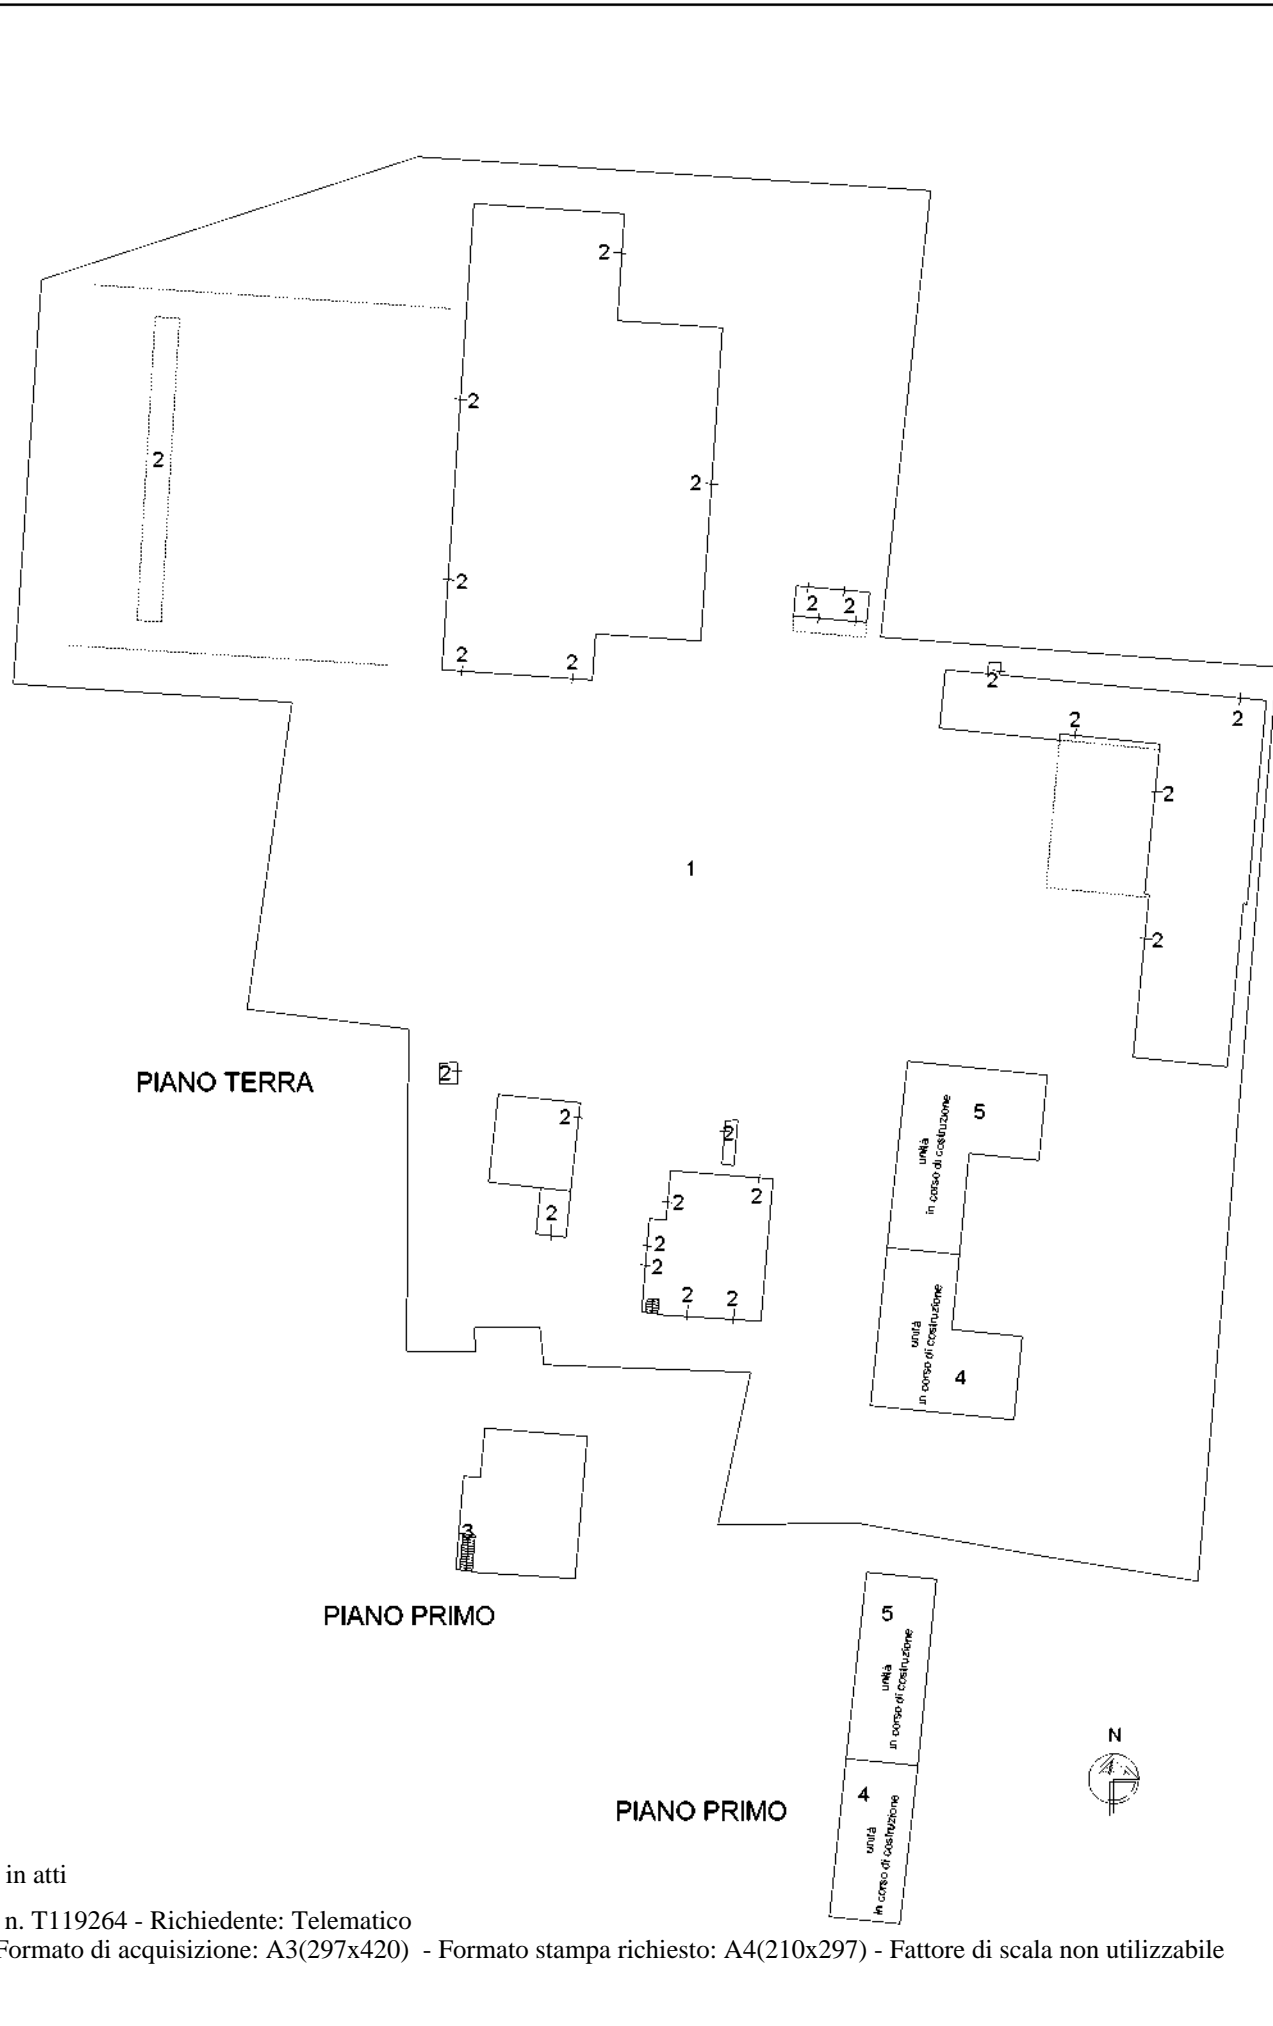 2
2
2
2
2
2
2
2
2
2
2
2
2
2
1
2
PIANO TERRA
2
2
2
2
2
2
2
2
2
2
5
unità
in corso di costruzione
unità
in corso di costruzione
4
3
PIANO PRIMO
5
unità
in corso di costruzione
4
unità
in corso di costruzione
PIANO PRIMO
N
in atti
n. T119264 - Richiedente: Telematico
Formato di acquisizione: A3(297x420) - Formato stampa richiesto: A4(210x297) - Fattore di scala non utilizzabile